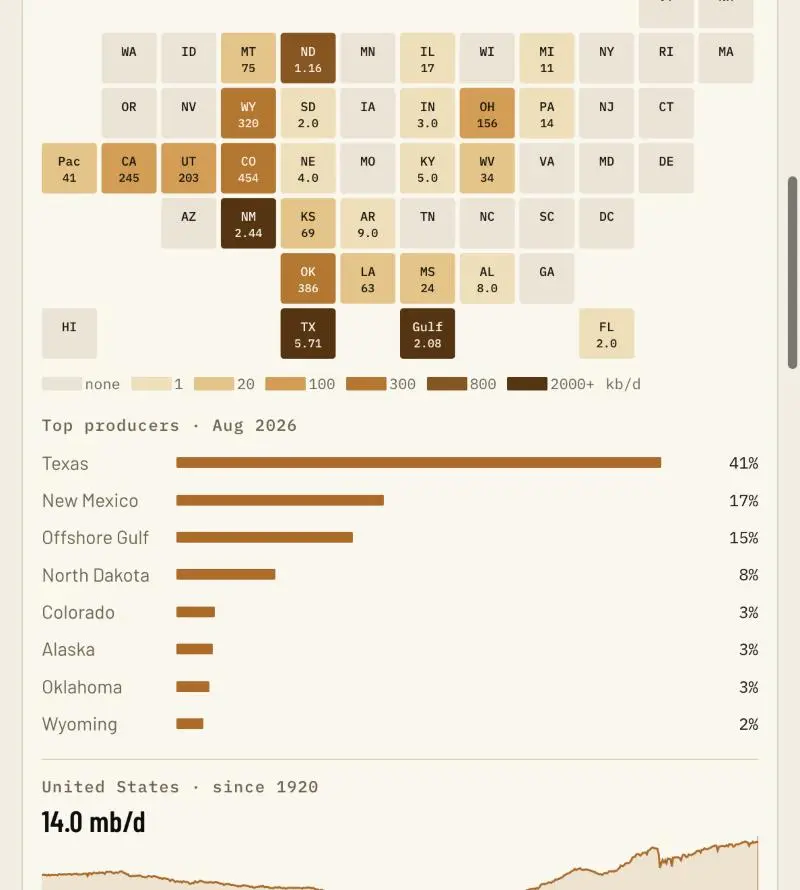 WA ID MT ND MN IL WI MI NY RI MA
75 1.16 17 11
OR NV WY SD IA IN OH PA NJ CT
320 2.0 3.0 156 14
Pac CA UT CO NE MO KY WV VA MD DE
41 245 203 454 4.0 5.0 34
AZ NM KS AR TN NC SC DC
2.44 69 9.0
OK LA MS AL GA
386 63 24 8.0
HI TX Gulf FL
5.71 2.08 2.0
none 1 20 100 300 800 2000+ kb/d
Top producers · Aug 2026
Texas 41%
New Mexico 17%
Offshore Gulf 15%
North Dakota 8%
Colorado 3%
Alaska 3%
Oklahoma 3%
Wyoming 2%
United States · since 1920
14.0 mb/d